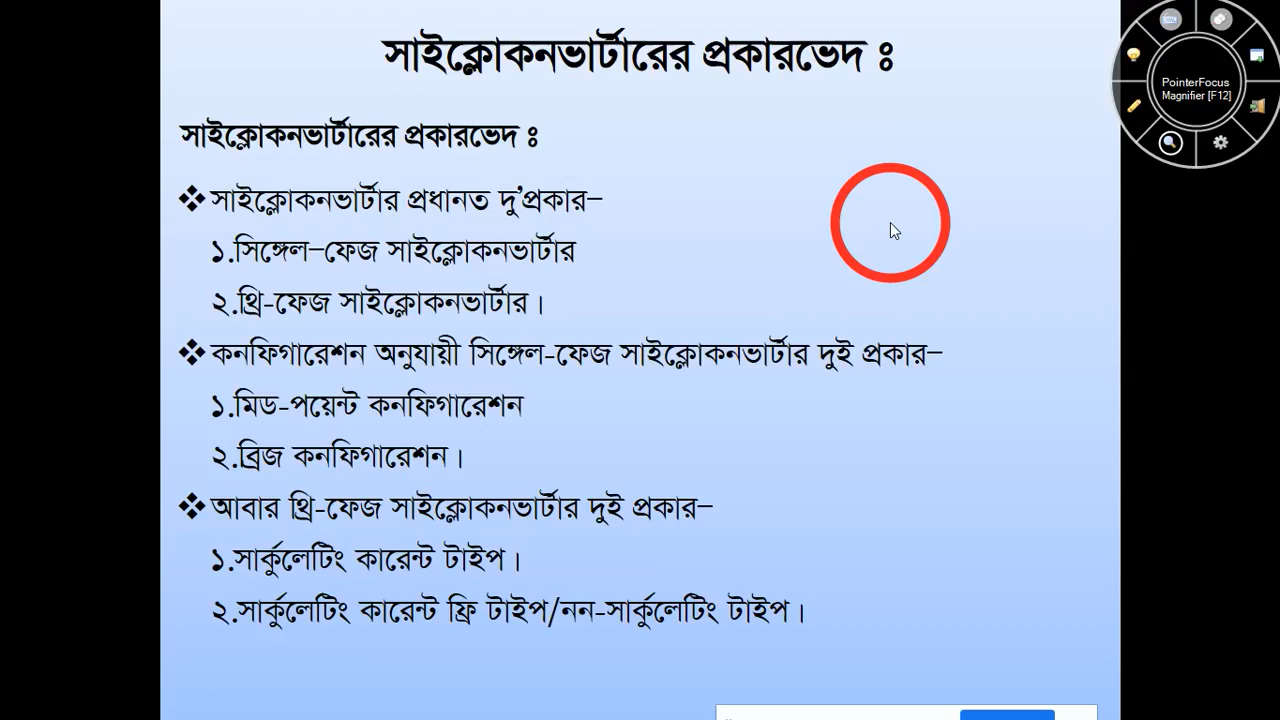 সাইক্লোকনভার্টারের প্রকারভেদ ঃ
সাইক্লোকনভার্টারের প্রকারভেদ ঃ
❖সাইক্লোকনভার্টার প্রধানত দু’প্রকার–
১.সিঙ্গেল–ফেজ সাইক্লোকনভার্টার
২.থ্রি-ফেজ সাইক্লোকনভার্টার।
❖কনফিগারেশন অনুযায়ী সিঙ্গেল-ফেজ সাইক্লোকনভার্টার দুই প্রকার–
১.মিড-পয়েন্ট কনফিগারেশন
২.ব্রিজ কনফিগারেশন।
❖আবার থ্রি-ফেজ সাইক্লোকনভার্টার দুই প্রকার–
১.সার্কুলেটিং কারেন্ট টাইপ।
২.সার্কুলেটিং কারেন্ট ফ্রি টাইপ/নন-সার্কুলেটিং টাইপ।
PointerFocus
Magnifier [F12]